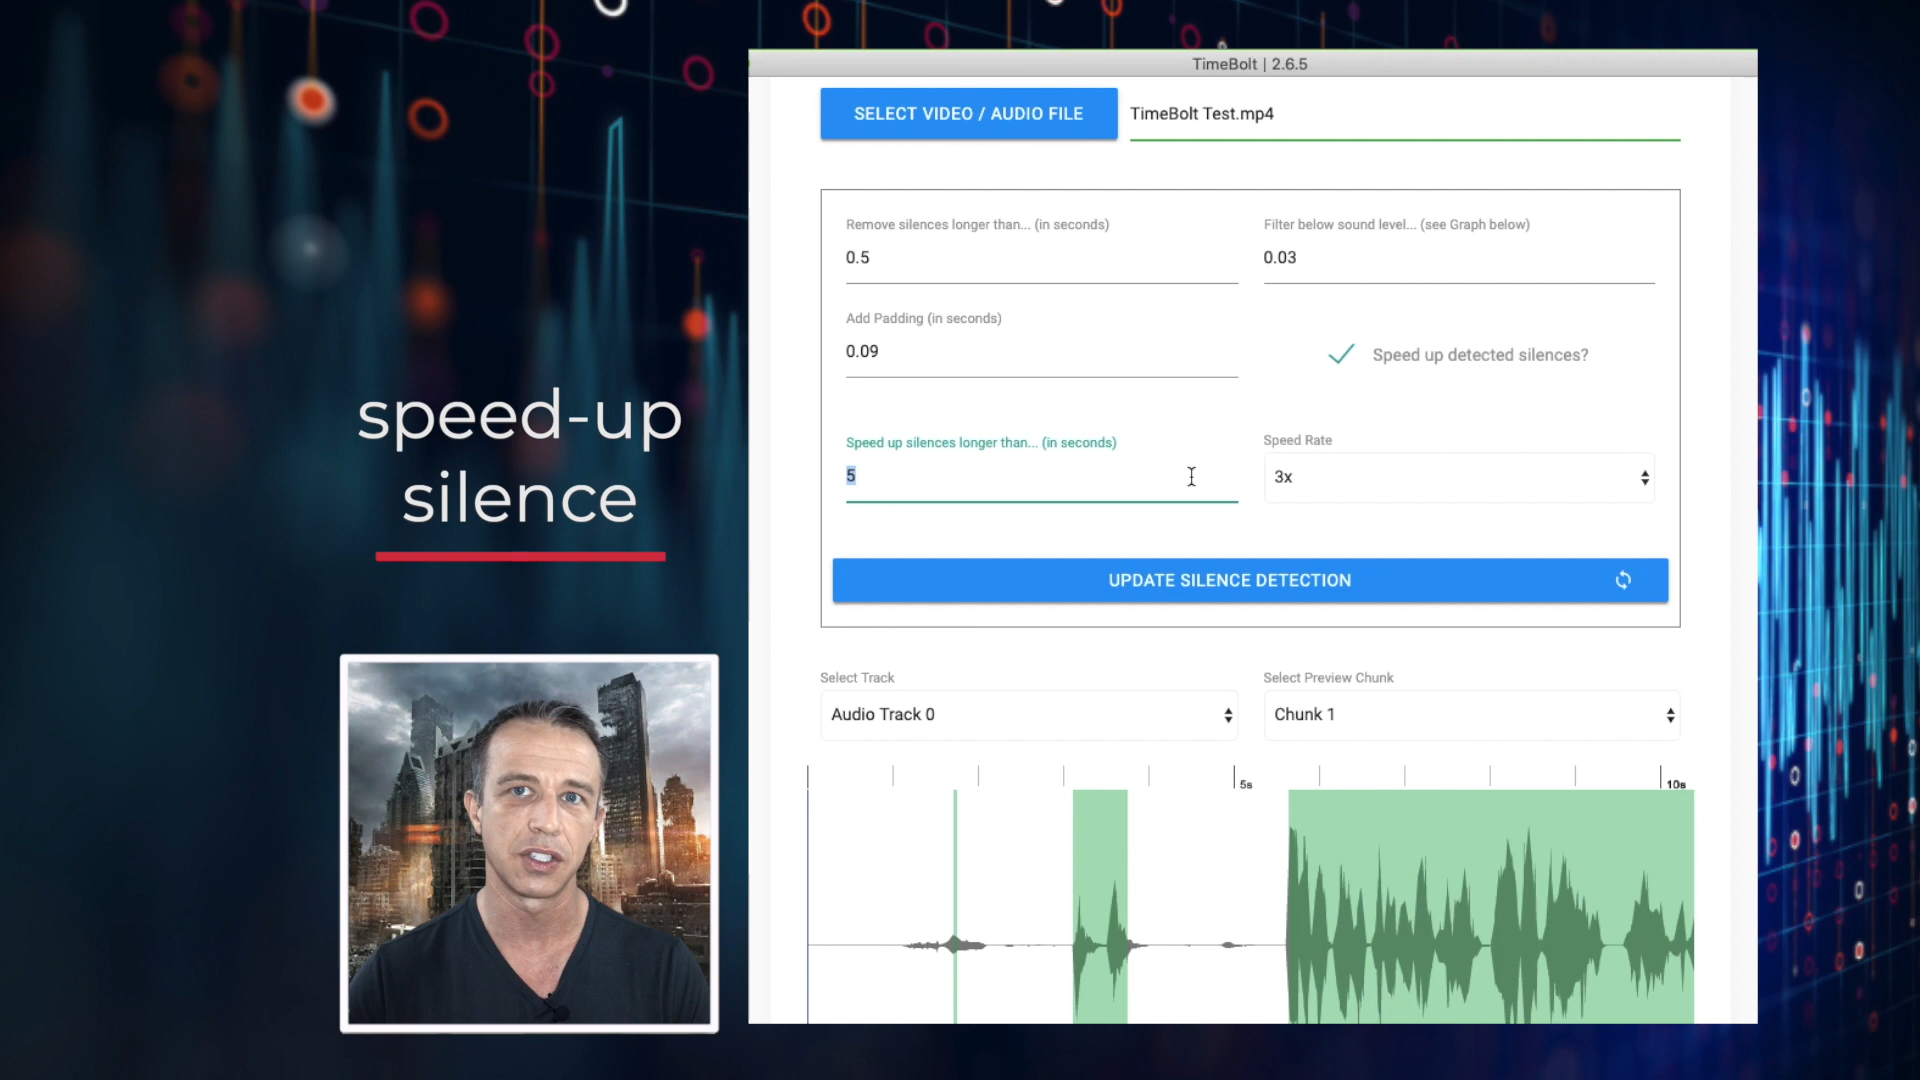 TimeBolt | 2.6.5
SELECT VIDEO / AUDIO FILE
TimeBolt Test.mp4
Remove silences longer than... (in seconds)
0.5
Filter below sound level... (see Graph below)
0.03
Add Padding (in seconds)
0.09
Speed up detected silences?
speed-up
silence
Speed up silences longer than... (in seconds)
5
Speed Rate
3x
UPDATE SILENCE DETECTION
Select Track
Audio Track 0
Select Preview Chunk
Chunk 1
5s
10s